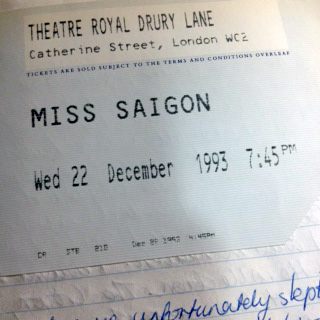 THEATRE ROYAL DRURY LANE
Catherine Street, London WC2
TICKETS ARE SOLD SUBJECT TO THE TERMS AND CONDITIONS OVERLEAF
MISS SAIGON
Wed 22 December 1993 7:45PM
unfortunately slept